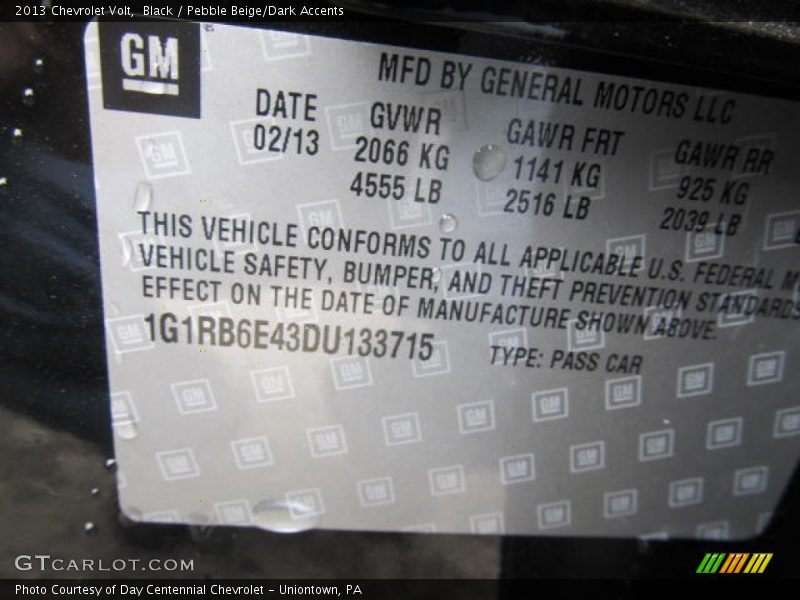 2013 Chevrolet Volt, Black / Pebble Beige/Dark Accents
GM
MFD BY GENERAL MOTORS LLC
DATE GVWR GAWR FRT GAWR RR
02/13 2066 KG 1141 KG 925 KG
4555 LB 2516 LB 2039 LB
THIS VEHICLE CONFORMS TO ALL APPLICABLE U.S. FEDERAL M
VEHICLE SAFETY, BUMPER, AND THEFT PREVENTION STANDARDS
EFFECT ON THE DATE OF MANUFACTURE SHOWN ABOVE.
1G1RB6E43DU133715 TYPE: PASS CAR
GTCARLOT.COM
Photo Courtesy of Day Centennial Chevrolet - Uniontown, PA